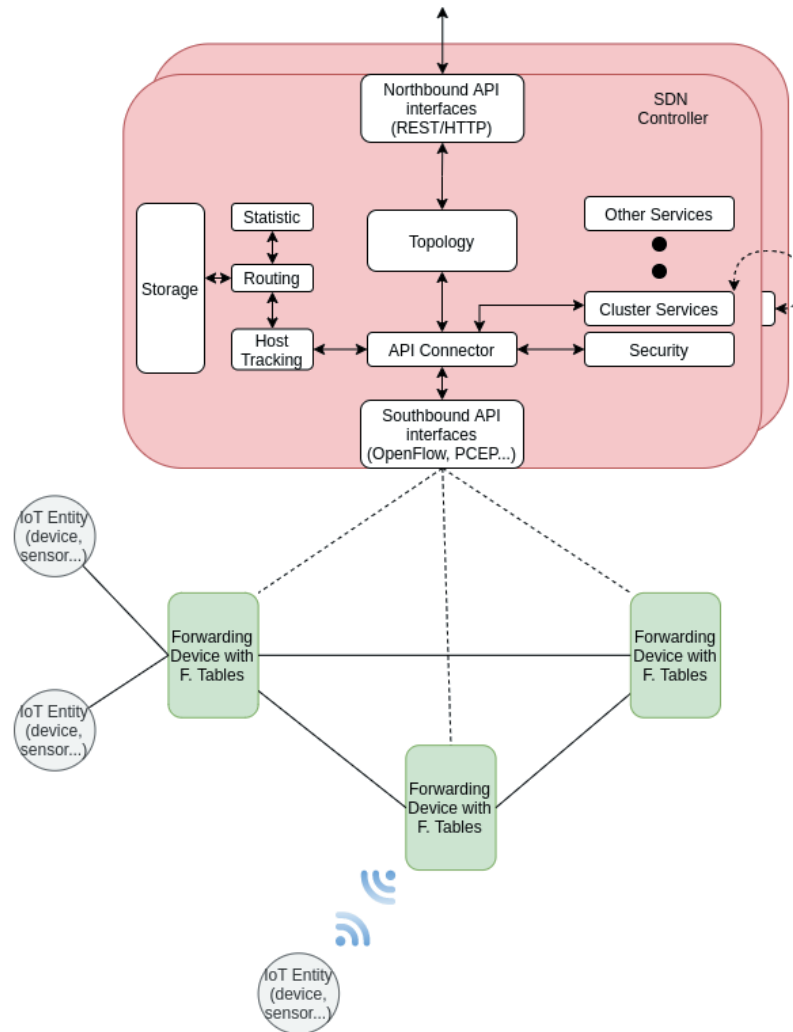 Northbound API
interfaces
(REST/HTTP)
SDN
Controller
Storage
Statistic
Routing
Host
Tracking
Topology
API Connector
Other Services
Cluster Services
Security
Southbound API
interfaces
(OpenFlow, PCEP...)
IoT Entity
(device,
sensor...)
Forwarding
Device with
F. Tables
Forwarding
Device with
F. Tables
IoT Entity
(device,
sensor...)
Forwarding
Device with
F. Tables
IoT Entity
(device,
sensor...)